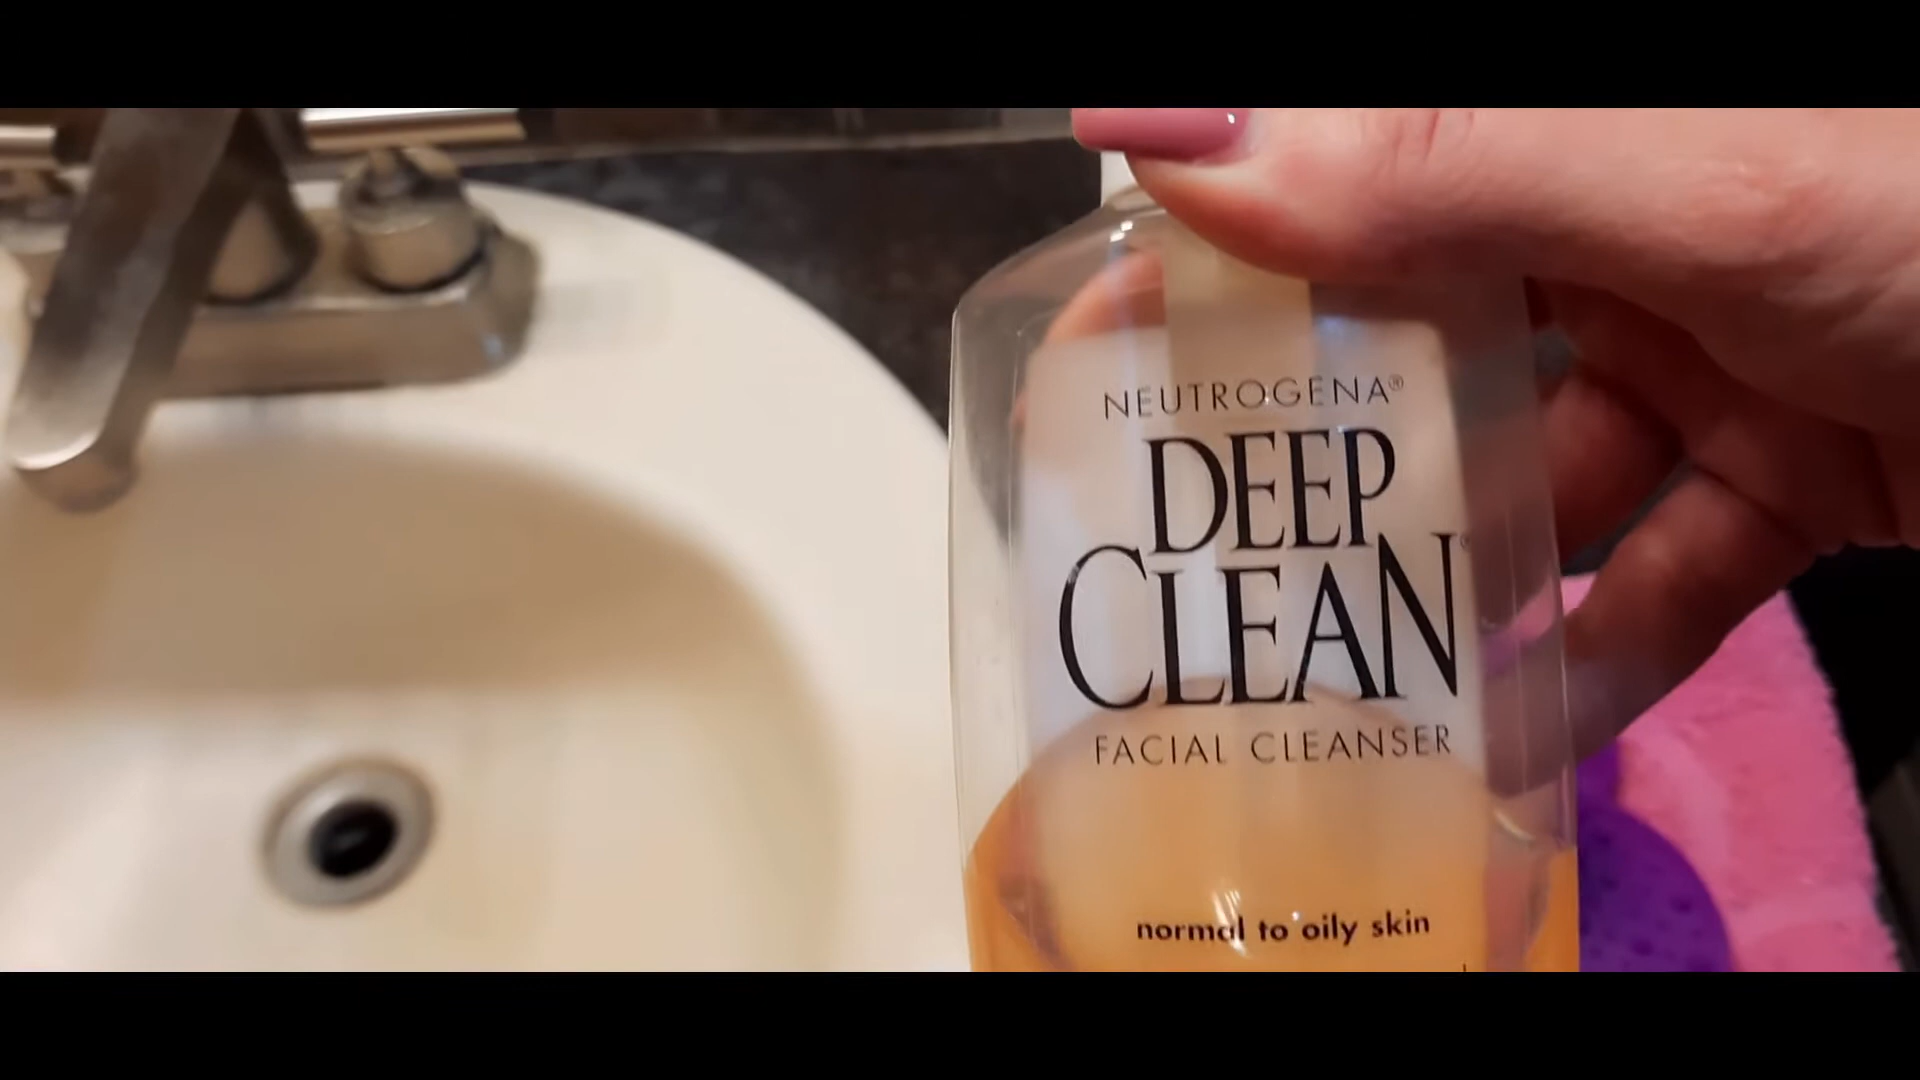 NEUTROGENA®
DEEP
CLEAN®
FACIAL CLEANSER
normal to oily skin